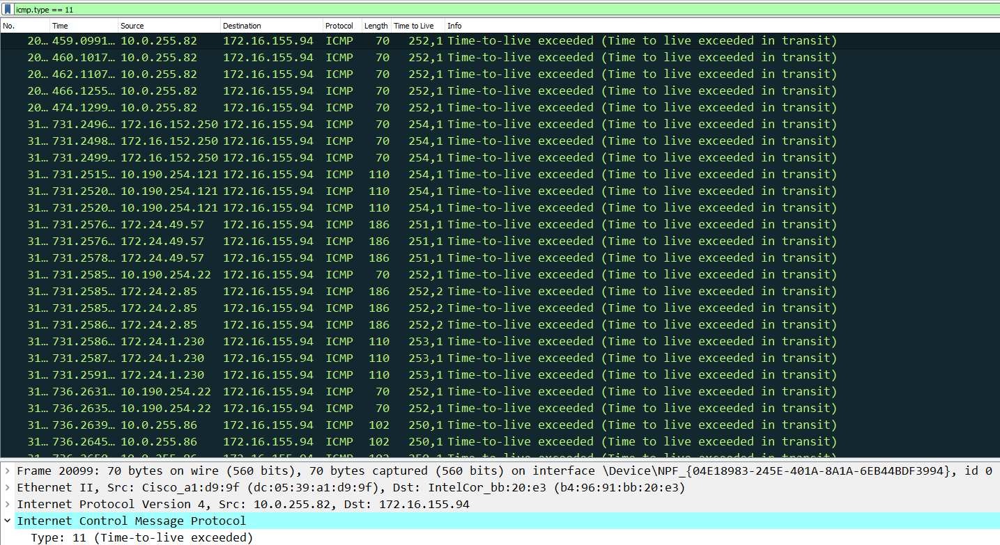 icmp.type == 11
No. Time Source Destination Protocol Length Time to Live Info
20… 459.0991… 10.0.255.82 172.16.155.94 ICMP 70 252,1 Time-to-live exceeded (Time to live exceeded in transit)
20… 460.1017… 10.0.255.82 172.16.155.94 ICMP 70 252,1 Time-to-live exceeded (Time to live exceeded in transit)
20… 462.1107… 10.0.255.82 172.16.155.94 ICMP 70 252,1 Time-to-live exceeded (Time to live exceeded in transit)
20… 466.1255… 10.0.255.82 172.16.155.94 ICMP 70 252,1 Time-to-live exceeded (Time to live exceeded in transit)
20… 474.1299… 10.0.255.82 172.16.155.94 ICMP 70 252,1 Time-to-live exceeded (Time to live exceeded in transit)
31… 731.2496… 172.16.152.250 172.16.155.94 ICMP 70 254,1 Time-to-live exceeded (Time to live exceeded in transit)
31… 731.2498… 172.16.152.250 172.16.155.94 ICMP 70 254,1 Time-to-live exceeded (Time to live exceeded in transit)
31… 731.2499… 172.16.152.250 172.16.155.94 ICMP 70 254,1 Time-to-live exceeded (Time to live exceeded in transit)
31… 731.2515… 10.190.254.121 172.16.155.94 ICMP 110 254,1 Time-to-live exceeded (Time to live exceeded in transit)
31… 731.2520… 10.190.254.121 172.16.155.94 ICMP 110 254,1 Time-to-live exceeded (Time to live exceeded in transit)
31… 731.2520… 10.190.254.121 172.16.155.94 ICMP 110 254,1 Time-to-live exceeded (Time to live exceeded in transit)
31… 731.2576… 172.24.49.57 172.16.155.94 ICMP 186 251,1 Time-to-live exceeded (Time to live exceeded in transit)
31… 731.2576… 172.24.49.57 172.16.155.94 ICMP 186 251,1 Time-to-live exceeded (Time to live exceeded in transit)
31… 731.2578… 172.24.49.57 172.16.155.94 ICMP 186 251,1 Time-to-live exceeded (Time to live exceeded in transit)
31… 731.2585… 10.190.254.22 172.16.155.94 ICMP 70 252,1 Time-to-live exceeded (Time to live exceeded in transit)
31… 731.2585… 172.24.2.85 172.16.155.94 ICMP 186 252,2 Time-to-live exceeded (Time to live exceeded in transit)
31… 731.2585… 172.24.2.85 172.16.155.94 ICMP 186 252,2 Time-to-live exceeded (Time to live exceeded in transit)
31… 731.2586… 172.24.2.85 172.16.155.94 ICMP 186 252,2 Time-to-live exceeded (Time to live exceeded in transit)
31… 731.2586… 172.24.1.230 172.16.155.94 ICMP 110 253,1 Time-to-live exceeded (Time to live exceeded in transit)
31… 731.2587… 172.24.1.230 172.16.155.94 ICMP 110 253,1 Time-to-live exceeded (Time to live exceeded in transit)
31… 731.2591… 172.24.1.230 172.16.155.94 ICMP 110 253,1 Time-to-live exceeded (Time to live exceeded in transit)
31… 736.2631… 10.190.254.22 172.16.155.94 ICMP 70 252,1 Time-to-live exceeded (Time to live exceeded in transit)
31… 736.2635… 10.190.254.22 172.16.155.94 ICMP 70 252,1 Time-to-live exceeded (Time to live exceeded in transit)
31… 736.2639… 10.0.255.86 172.16.155.94 ICMP 102 250,1 Time-to-live exceeded (Time to live exceeded in transit)
31… 736.2645… 10.0.255.86 172.16.155.94 ICMP 102 250,1 Time-to-live exceeded (Time to live exceeded in transit)
Frame 20099: 70 bytes on wire (560 bits), 70 bytes captured (560 bits) on interface \Device\NPF_{04E18983-245E-401A-8A1A-6EB44BDF3994}, id 0
Ethernet II, Src: Cisco_a1:d9:9f (dc:05:39:a1:d9:9f), Dst: IntelCor_bb:20:e3 (b4:96:91:bb:20:e3)
Internet Protocol Version 4, Src: 10.0.255.82, Dst: 172.16.155.94
Internet Control Message Protocol
Type: 11 (Time-to-live exceeded)